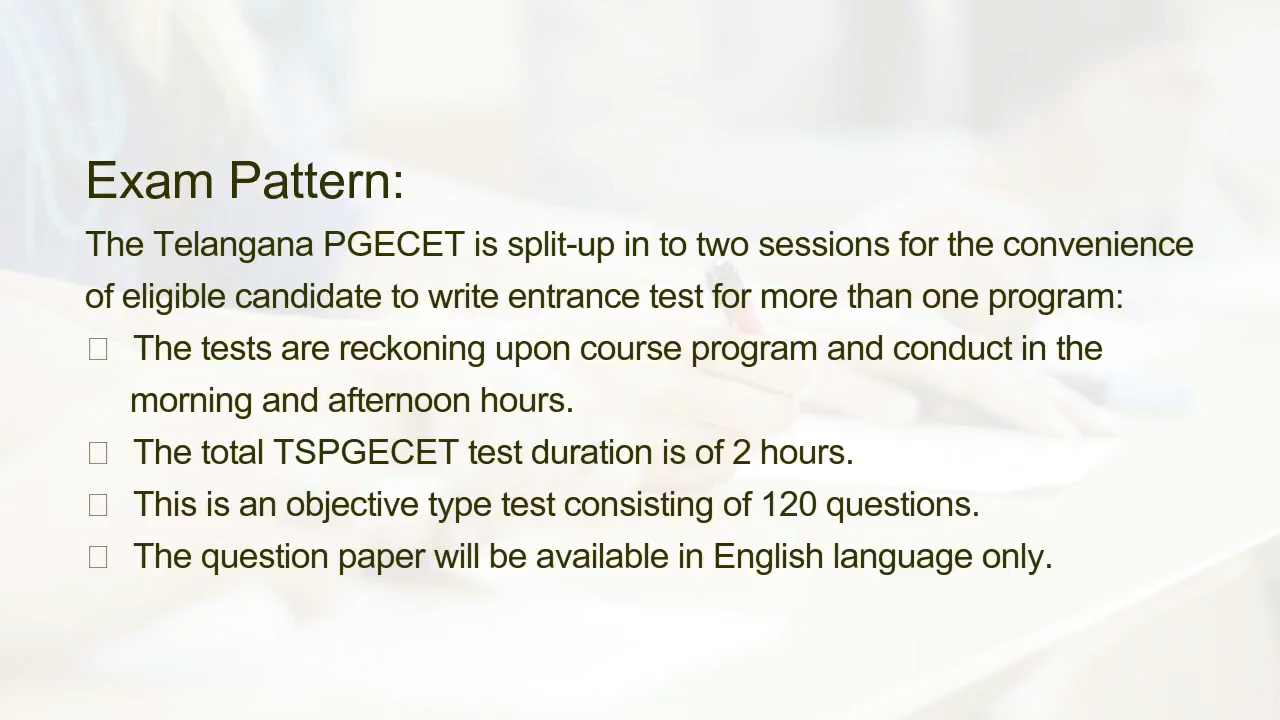 Exam Pattern:
The Telangana PGECET is split-up in to two sessions for the convenience
of eligible candidate to write entrance test for more than one program:
The tests are reckoning upon course program and conduct in the
morning and afternoon hours.
The total TSPGECET test duration is of 2 hours.
This is an objective type test consisting of 120 questions.
The question paper will be available in English language only.